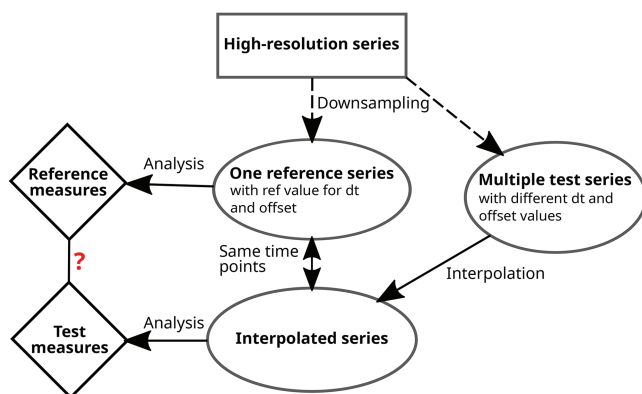 High-resolution series
Downsampling
Analysis
Reference
measures
One reference series
with ref value for dt
and offset
Multiple test series
with different dt and
offset values
?
Same time
points
Interpolation
Analysis
Test
measures
Interpolated series